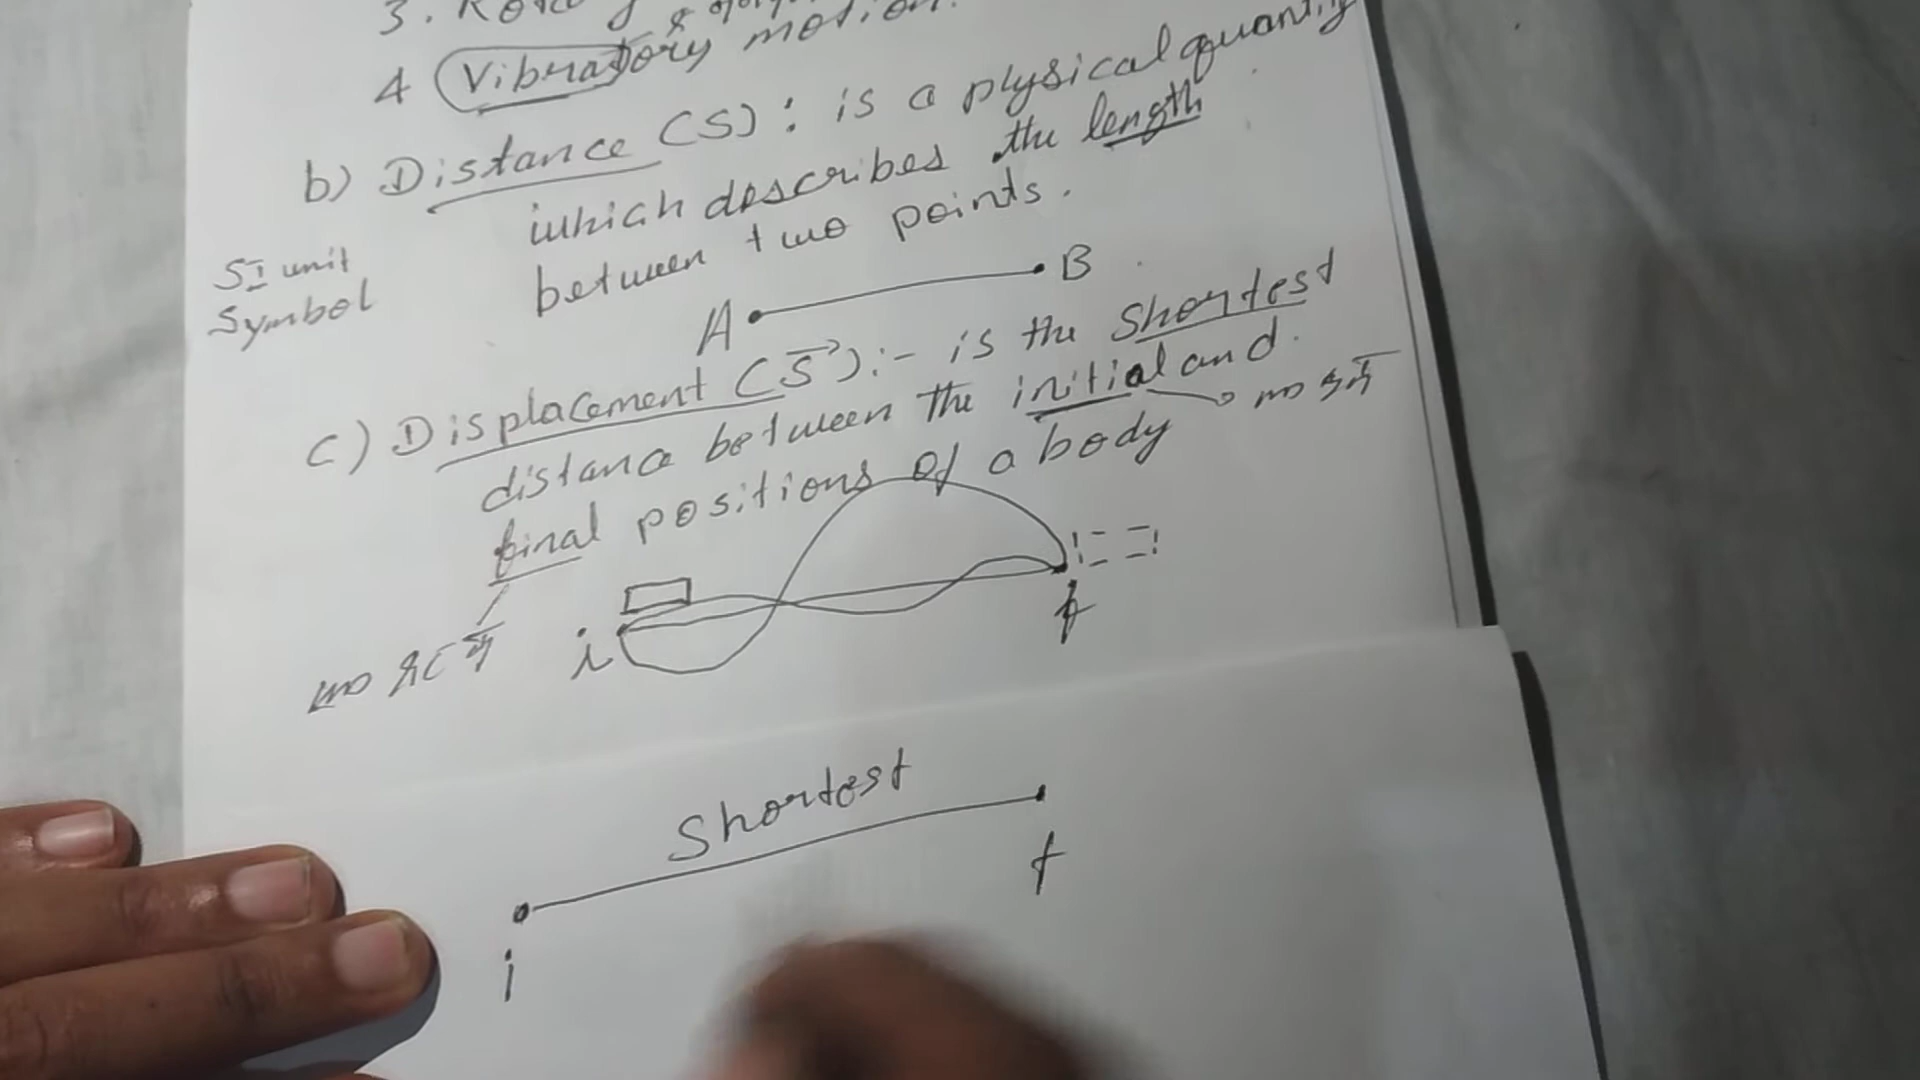 3.
4 Vibratory motion.
b) Distance (S): is a physical quantity
which describes the length
between two points.
SI unit
Symbol
A B
c) Displacement (S⃗):- is the shortest
distance between the initial and
final positions of a body
i f
Shortest
i f